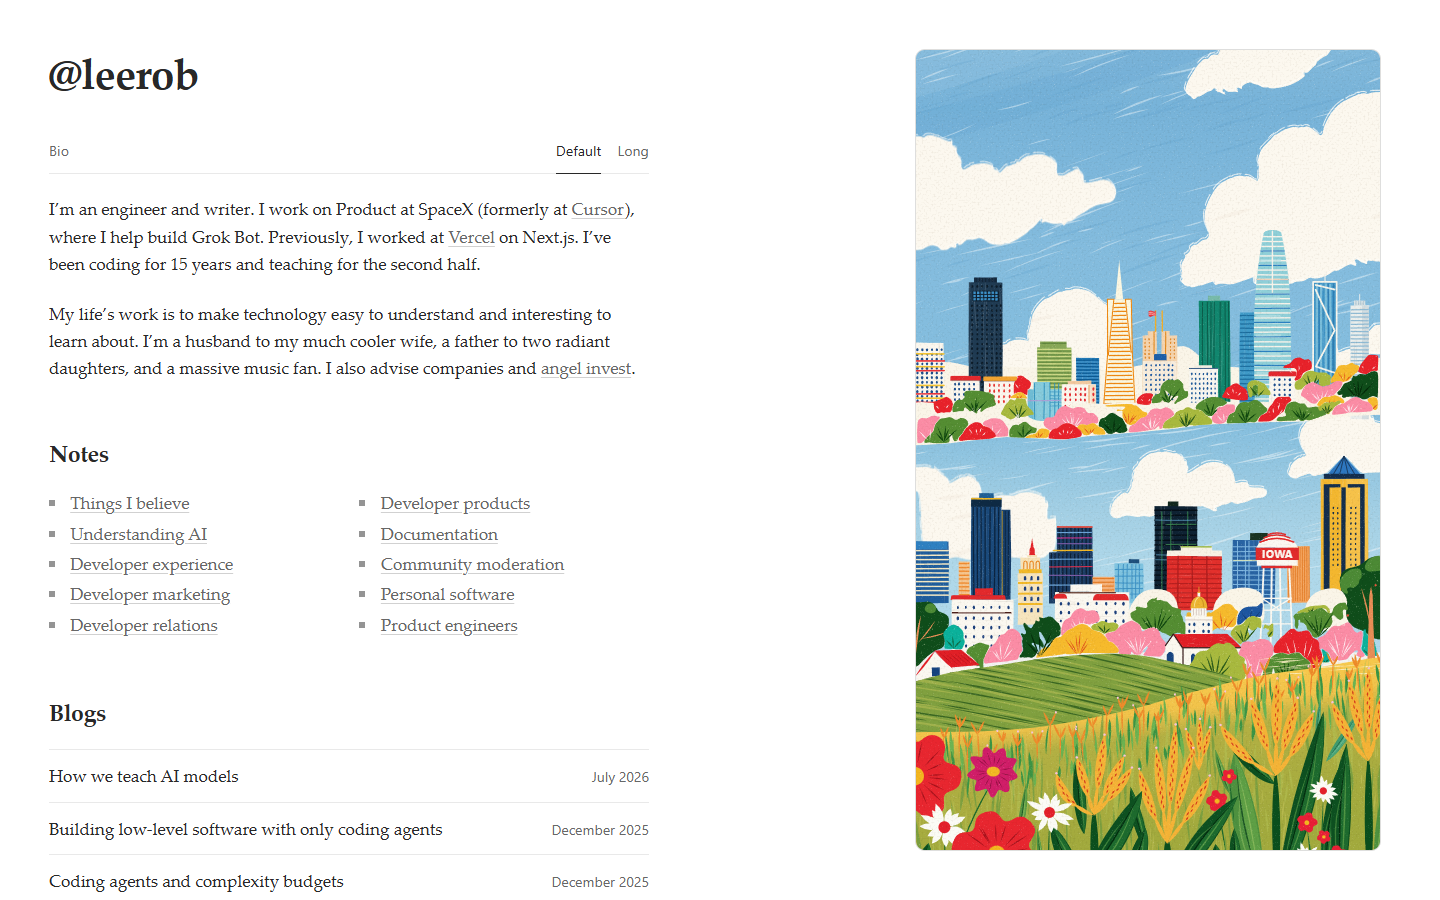 @leerob
Bio
Default
Long
I’m an engineer and writer. I work on Product at SpaceX (formerly at Cursor),
where I help build Grok Bot. Previously, I worked at Vercel on Next.js. I’ve
been coding for 15 years and teaching for the second half.
My life’s work is to make technology easy to understand and interesting to
learn about. I’m a husband to my much cooler wife, a father to two radiant
daughters, and a massive music fan. I also advise companies and angel invest.
Notes
Things I believe
Understanding AI
Developer experience
Developer marketing
Developer relations
Developer products
Documentation
Community moderation
Personal software
Product engineers
Blogs
How we teach AI models
July 2026
Building low-level software with only coding agents
December 2025
Coding agents and complexity budgets
December 2025
IOWA